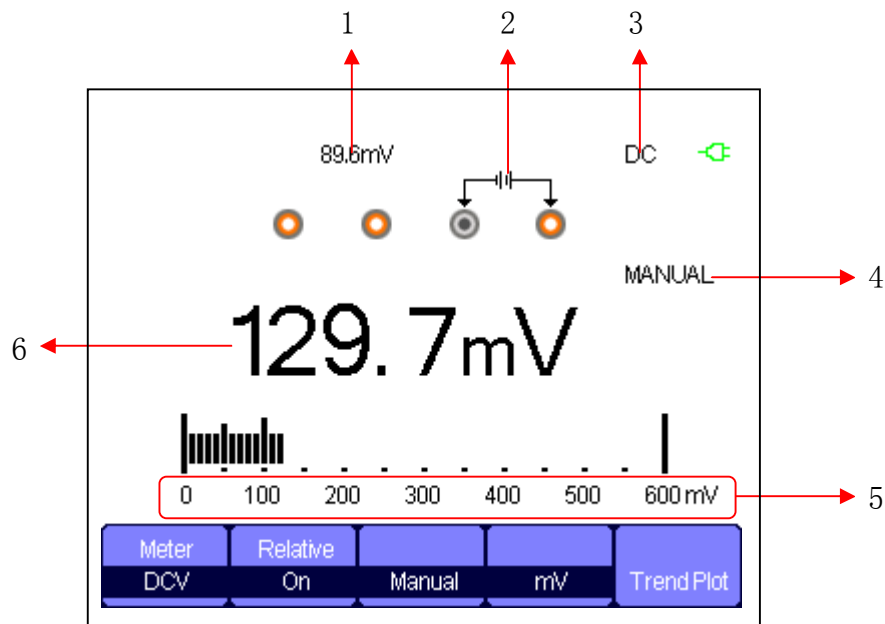 1 2 3
89.6mV DC
MANUAL 4
6 129.7mV
0 100 200 300 400 500 600 mV 5
Meter Relative
DCV On Manual mV Trend Plot